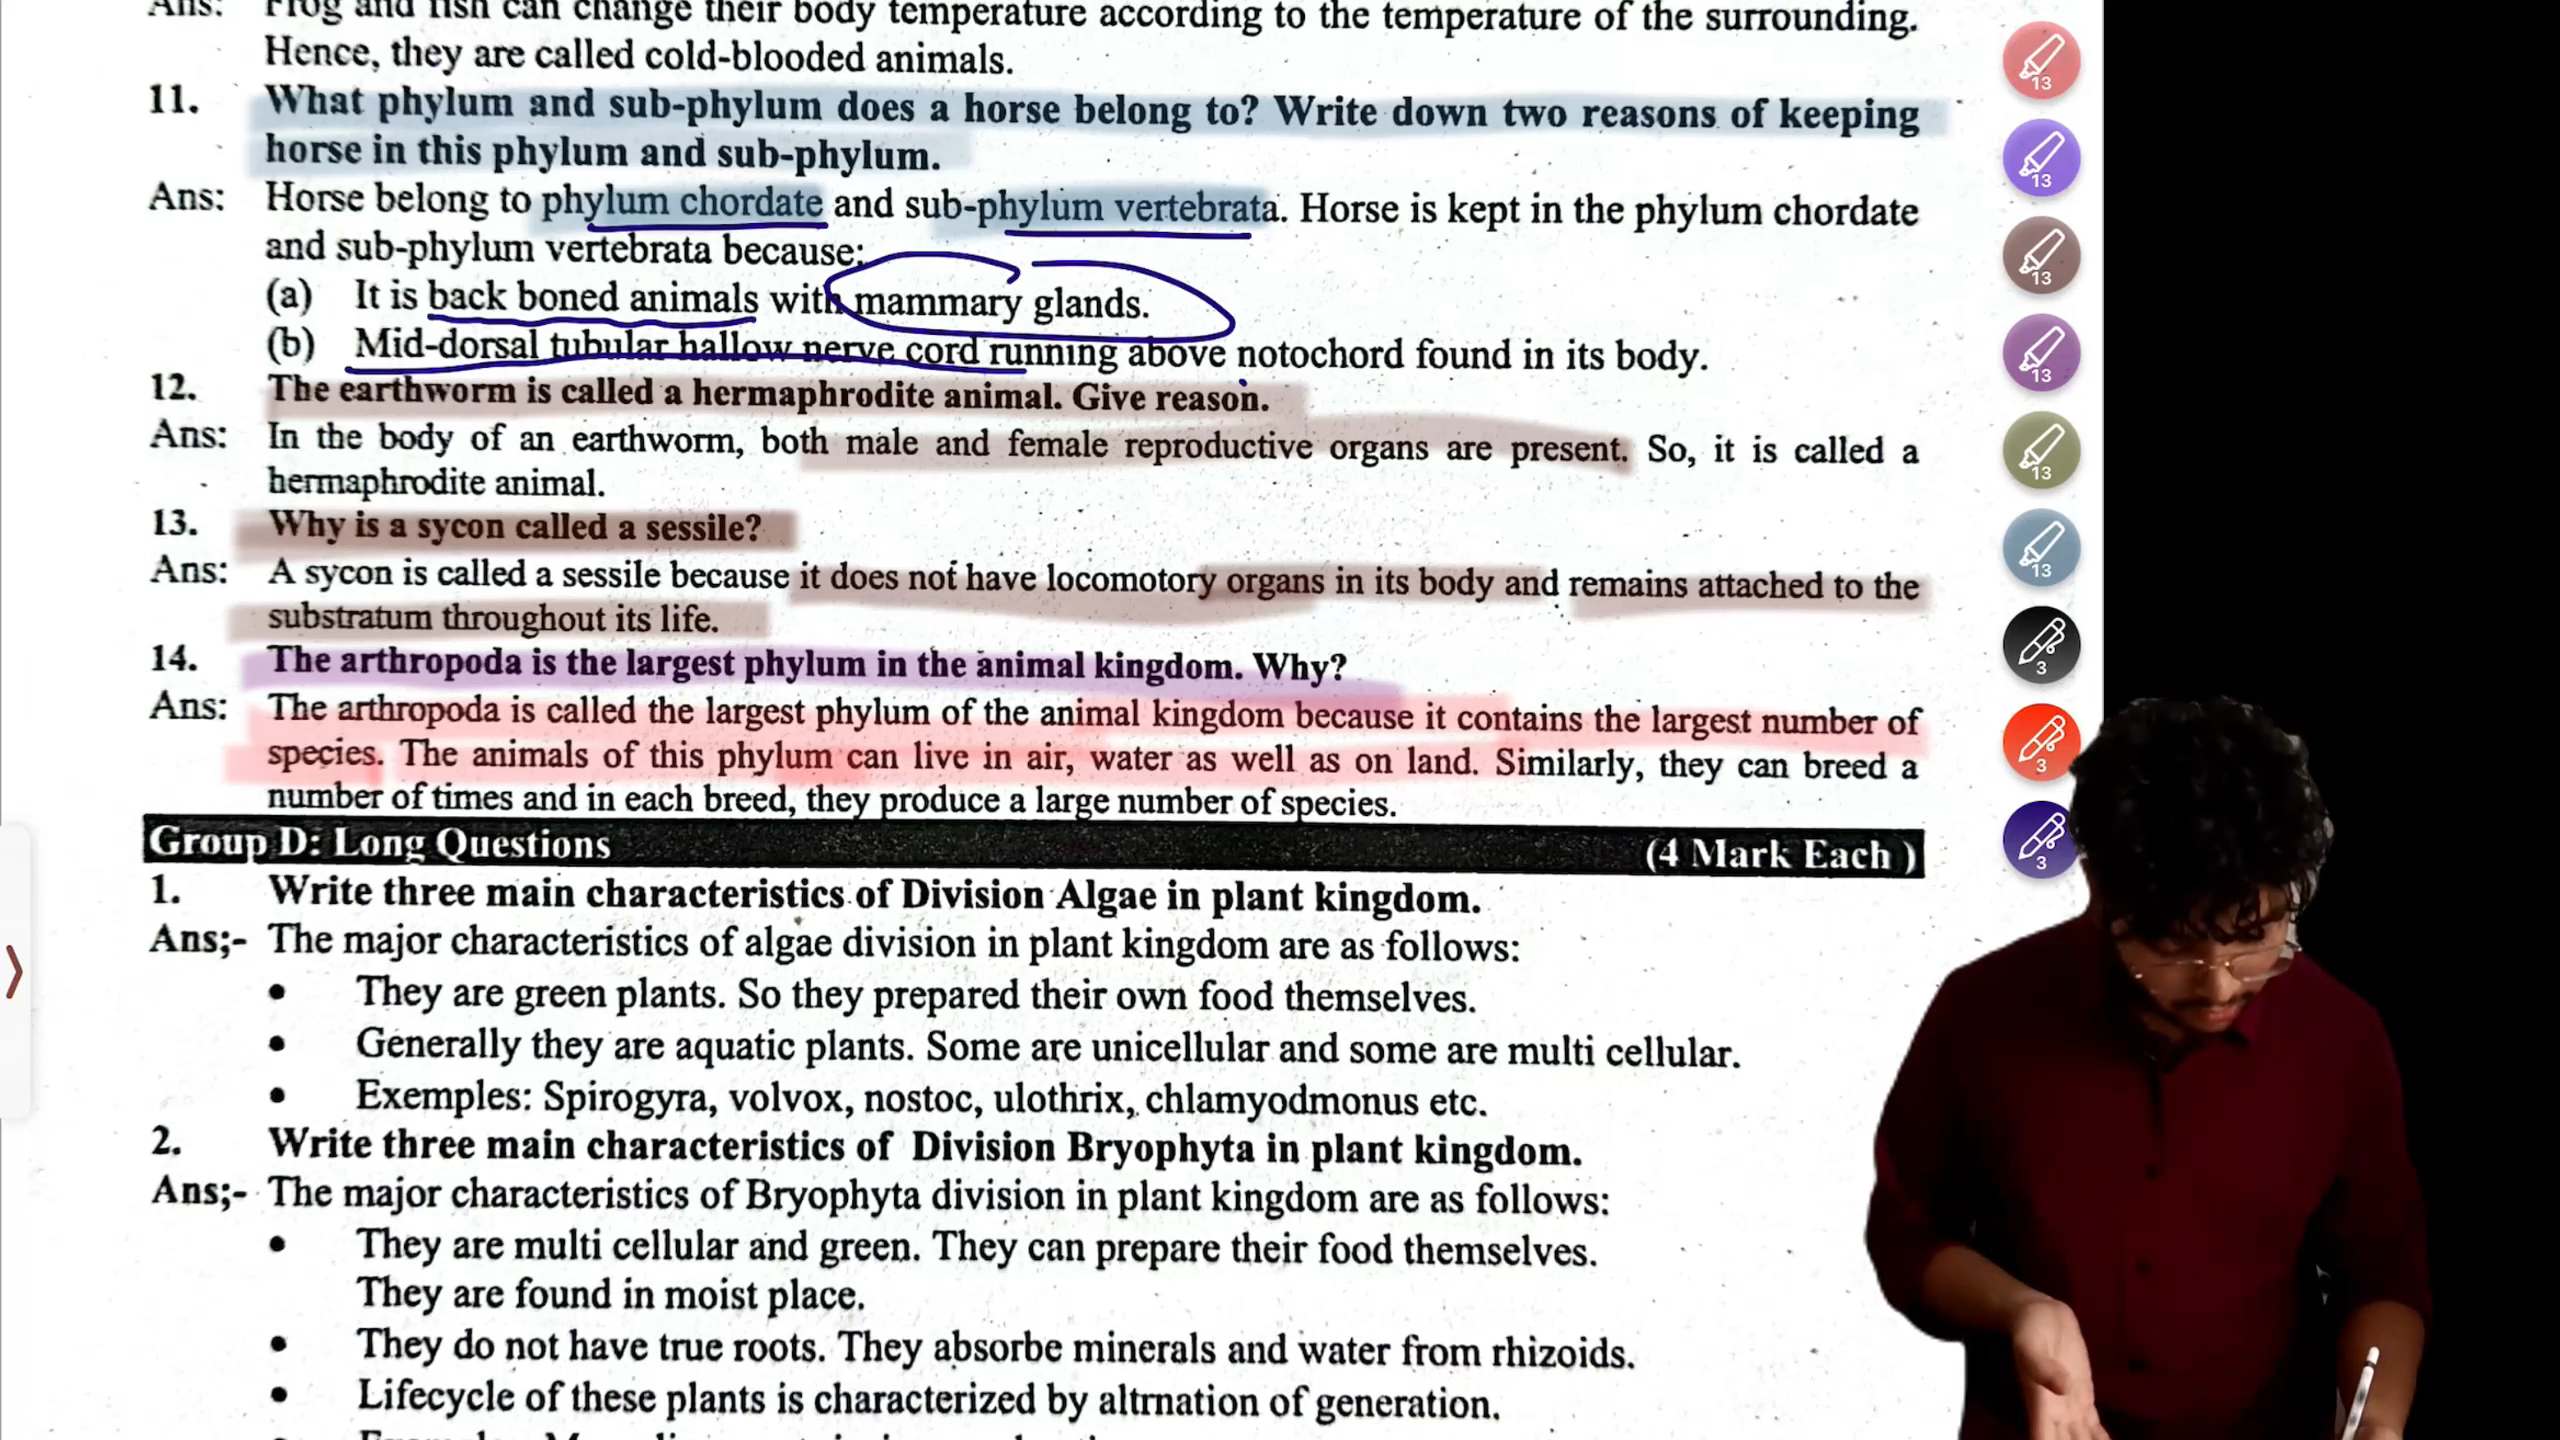 Ans: Frog and fish can change their body temperature according to the temperature of the surrounding.
Hence, they are called cold-blooded animals.
11. What phylum and sub-phylum does a horse belong to? Write down two reasons of keeping
horse in this phylum and sub-phylum.
Ans: Horse belong to phylum chordate and sub-phylum vertebrata. Horse is kept in the phylum chordate
and sub-phylum vertebrata because:
(a) It is back boned animals with mammary glands.
(b) Mid-dorsal tubular hallow nerve cord running above notochord found in its body.
12. The earthworm is called a hermaphrodite animal. Give reason.
Ans: In the body of an earthworm, both male and female reproductive organs are present. So, it is called a
hermaphrodite animal.
13. Why is a sycon called a sessile?
Ans: A sycon is called a sessile because it does not have locomotory organs in its body and remains attached to the
substratum throughout its life.
14. The arthropoda is the largest phylum in the animal kingdom. Why?
Ans: The arthropoda is called the largest phylum of the animal kingdom because it contains the largest number of
species. The animals of this phylum can live in air, water as well as on land. Similarly, they can breed a
number of times and in each breed, they produce a large number of species.
Group D: Long Questions (4 Mark Each )
1. Write three main characteristics of Division Algae in plant kingdom.
Ans;- The major characteristics of algae division in plant kingdom are as follows:
• They are green plants. So they prepared their own food themselves.
• Generally they are aquatic plants. Some are unicellular and some are multi cellular.
• Exemples: Spirogyra, volvox, nostoc, ulothrix, chlamyodmonus etc.
2. Write three main characteristics of Division Bryophyta in plant kingdom.
Ans;- The major characteristics of Bryophyta division in plant kingdom are as follows:
• They are multi cellular and green. They can prepare their food themselves.
They are found in moist place.
• They do not have true roots. They absorbe minerals and water from rhizoids.
• Lifecycle of these plants is characterized by altrnation of generation.
13
13
13
13
13
13
3
3
3